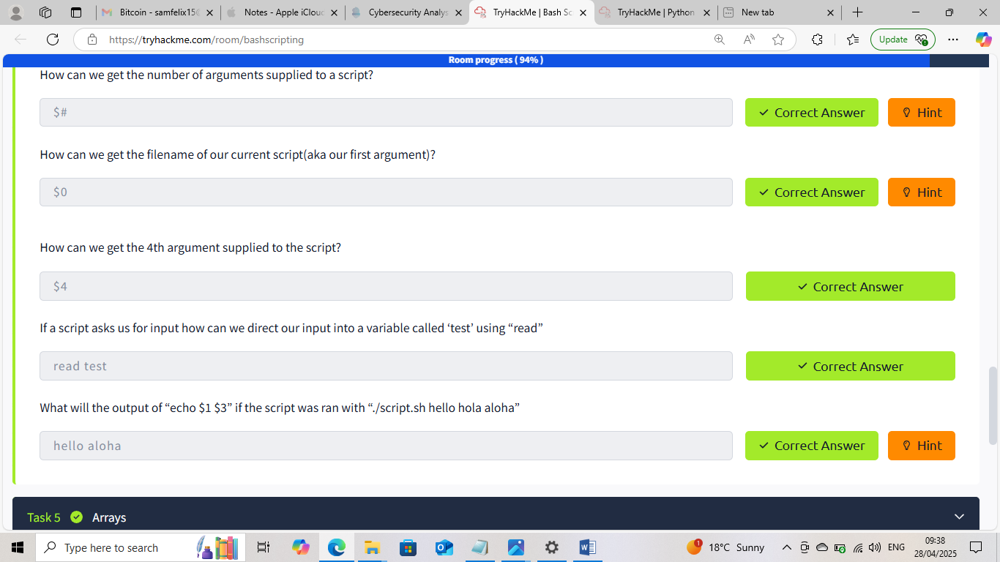 Bitcoin - samfelix15@
Notes - Apple iCloud
Cybersecurity Analys
TryHackMe | Bash Sc
TryHackMe | Python
New tab
https://tryhackme.com/room/bashscripting
Update
Room progress ( 94% )
How can we get the number of arguments supplied to a script?
$#
Correct Answer
Hint
How can we get the filename of our current script(aka our first argument)?
$0
Correct Answer
Hint
How can we get the 4th argument supplied to the script?
$4
Correct Answer
If a script asks us for input how can we direct our input into a variable called ‘test’ using “read”
read test
Correct Answer
What will the output of “echo $1 $3” if the script was ran with “./script.sh hello hola aloha”
hello aloha
Correct Answer
Hint
Task 5
Arrays
Type here to search
1
18°C Sunny
ENG
09:38
28/04/2025